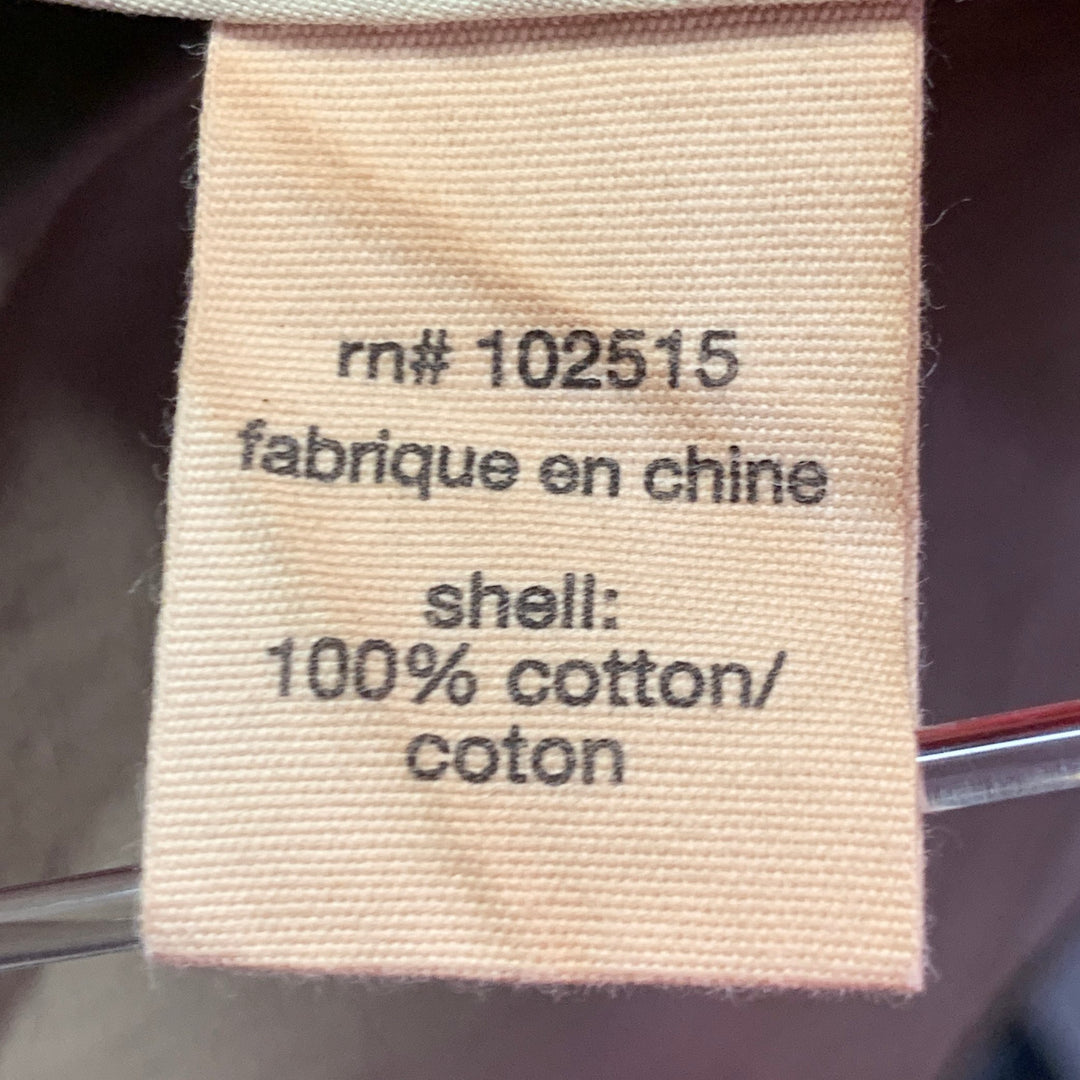 rn# 102515
fabrique en chine
shell:
100% cotton/
coton